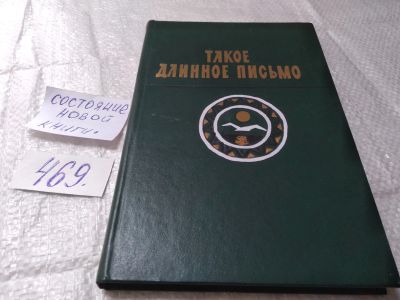 ТАКОЕ
ДЛИННОЕ ПИСЬМО
СОСТОЯНИЕ
НОВОЙ
КНИГИ.
469.